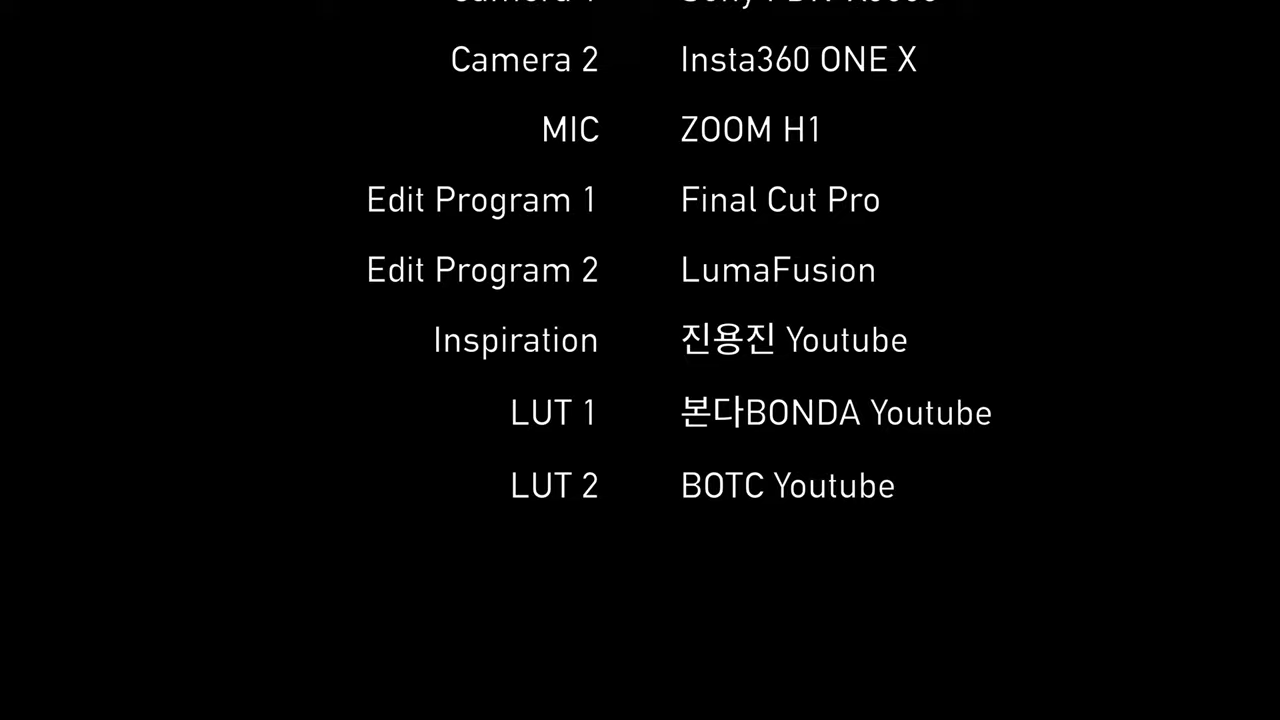 Camera 2 Insta360 ONE X
MIC ZOOM H1
Edit Program 1 Final Cut Pro
Edit Program 2 LumaFusion
Inspiration 진용진 Youtube
LUT 1 본다BONDA Youtube
LUT 2 BOTC Youtube